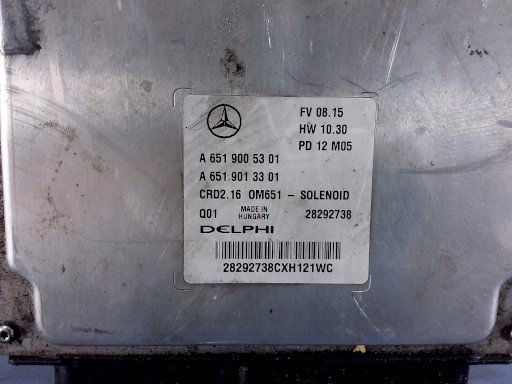 FV 08.15
HW 10.30
PD 12 M05
A 651 900 53 01
A 651 901 33 01
CRD2.16 OM651 - SOLENOID
Q01 MADE IN HUNGARY 28292738
DELPHI
28292738CXH121WC